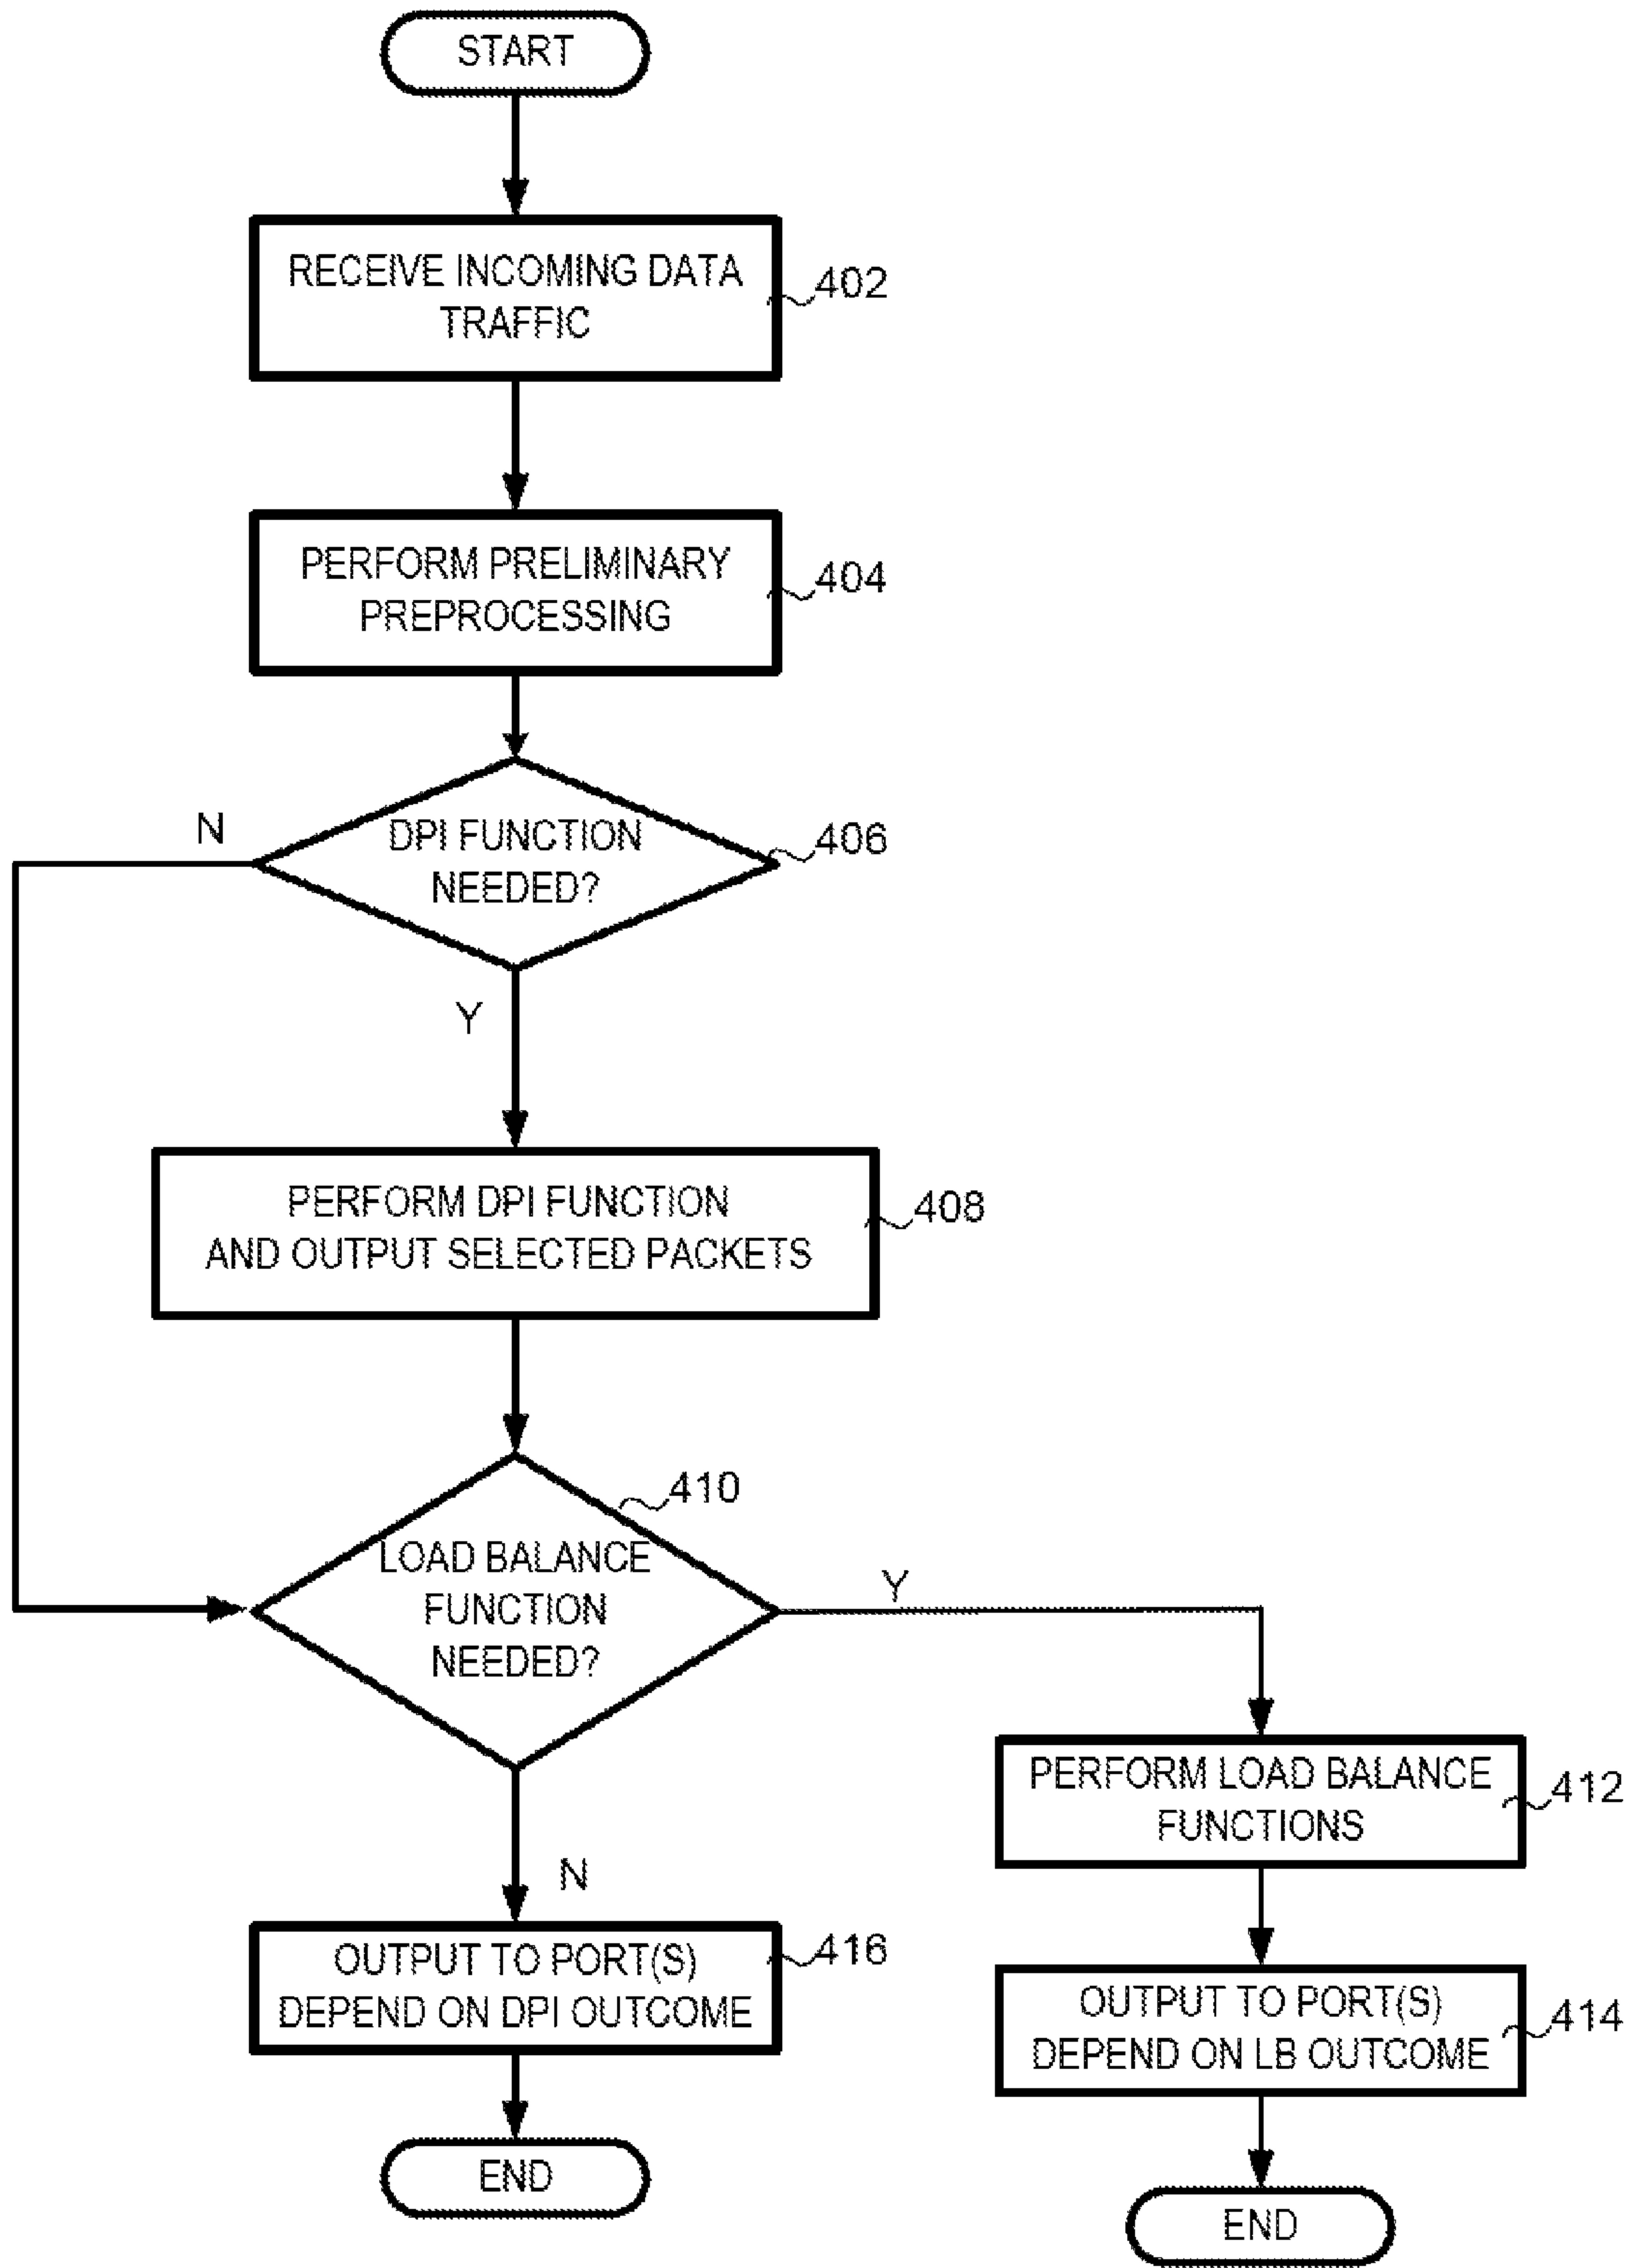 START
RECEIVE INCOMING DATA
TRAFFIC
402
PERFORM PRELIMINARY
PREPROCESSING
404
N
DPI FUNCTION
NEEDED?
406
Y
PERFORM DPI FUNCTION
AND OUTPUT SELECTED PACKETS
408
410
LOAD BALANCE
FUNCTION
NEEDED?
Y
PERFORM LOAD BALANCE
FUNCTIONS
412
N
OUTPUT TO PORT(S)
DEPEND ON DPI OUTCOME
416
OUTPUT TO PORT(S)
DEPEND ON LB OUTCOME
414
END
END